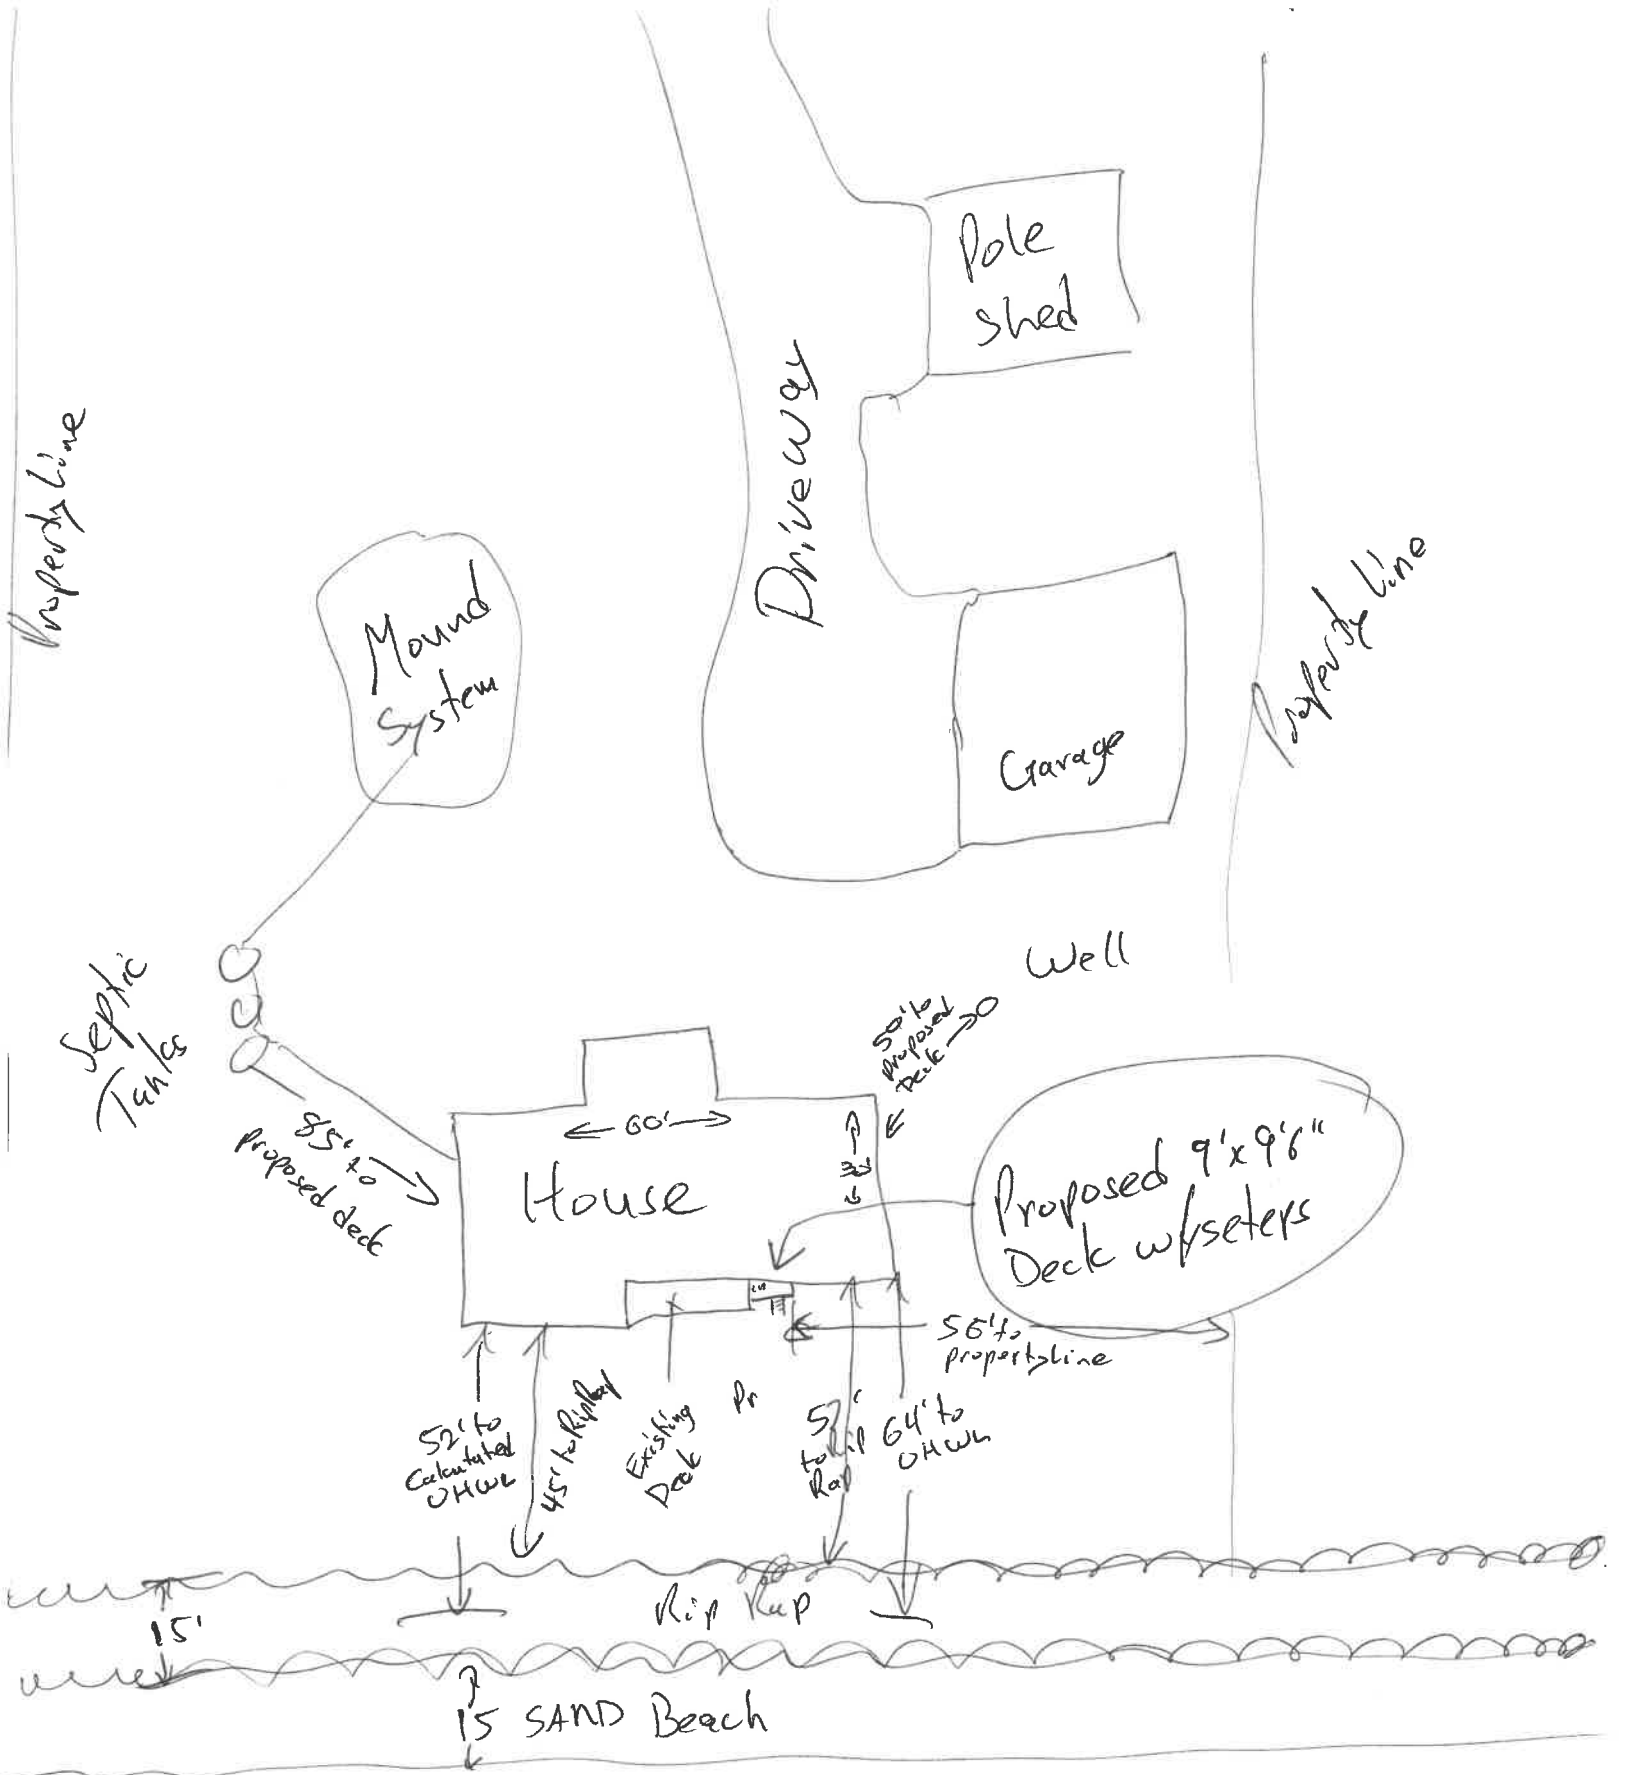 Pole
shed
Driveway
Property Line
Property Line
Mound
System
Garage
Well
Septic
Tanks
50' to
proposed
Deck
60'
85' to
proposed deck
House
Proposed 9'x9'6"
Deck w/seteps
56' to
propertyline
52' to
Calculated
OHWL
45' to RipRap
Existing
Deck
Pr
57'
to Rip
Rap
64' to
OHWL
Rip Rap
15'
15 SAND Beach